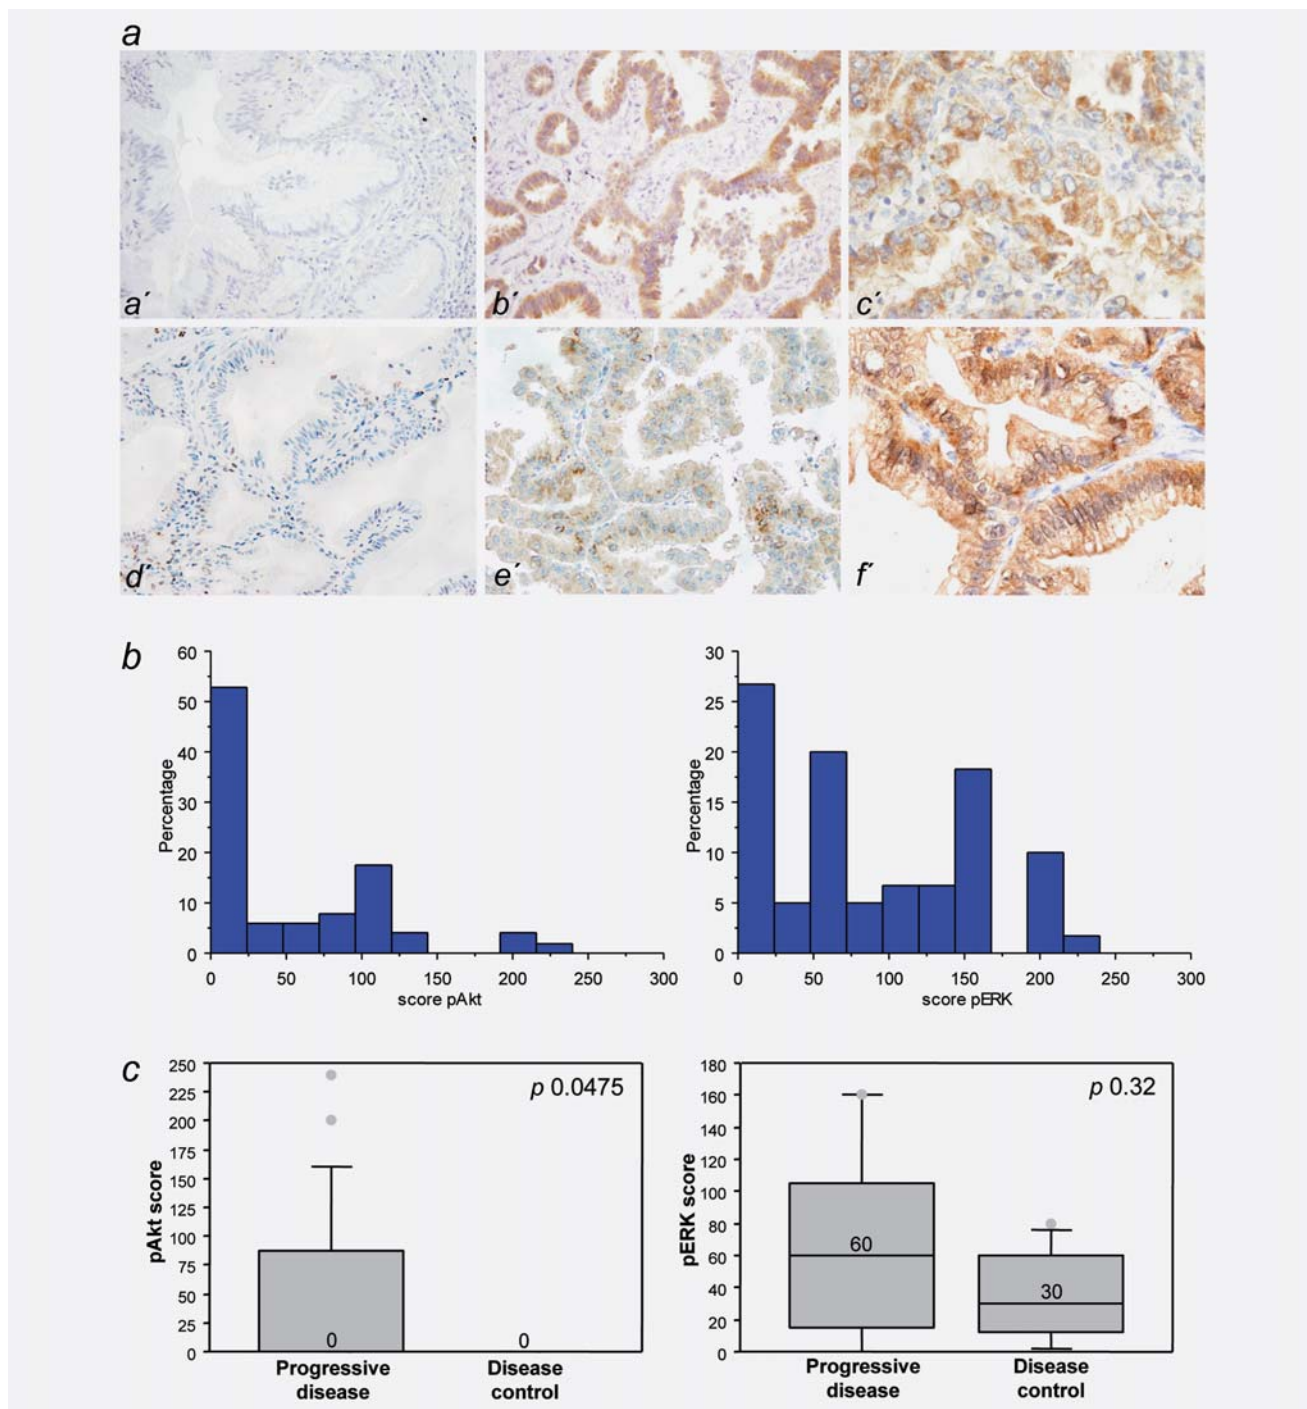 a
a´
b´
c´
d´
e´
f´
b
60
50
40
30
20
10
0
Percentage
0 50 100 150 200 250 300
score pAkt
30
25
20
15
10
5
0
Percentage
0 50 100 150 200 250 300
score pERK
c
250
225
200
175
150
125
100
75
50
25
0
pAkt score
p 0.0475
0
0
Progressive
disease
Disease
control
180
160
140
120
100
80
60
40
20
0
pERK score
p 0.32
60
30
Progressive
disease
Disease
control